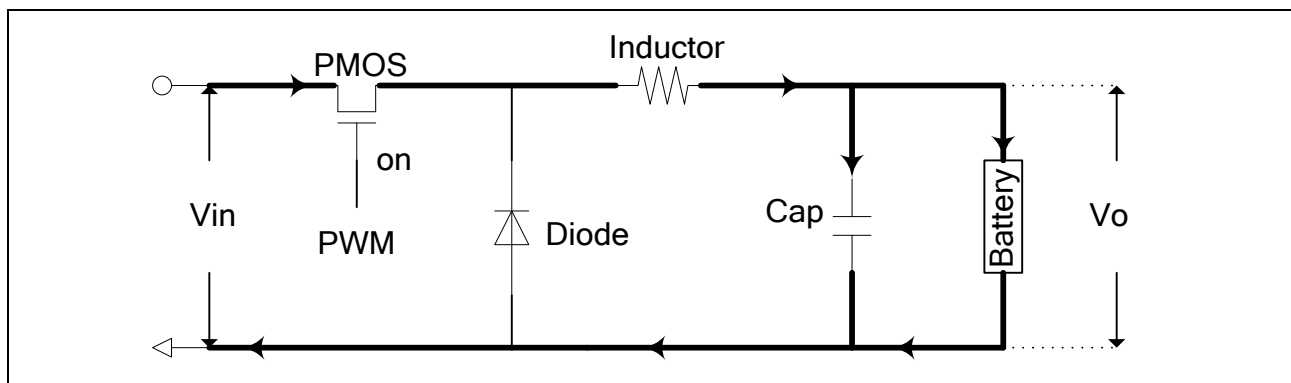 Inductor
PMOS
on
Vin
PWM
Diode
Cap
Battery
Vo